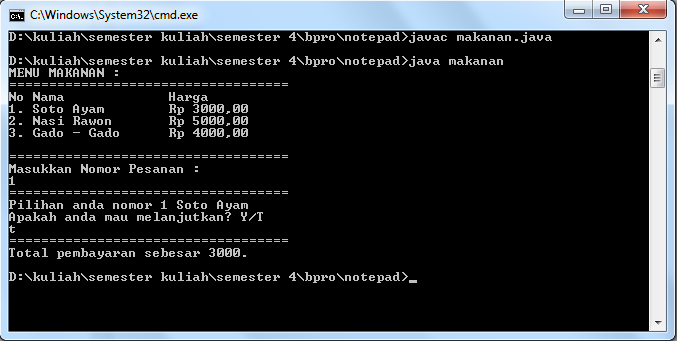 C:\Windows\System32\cmd.exe
D:\kuliah\semester kuliah\semester 4\bpro\notepad>javac makanan.java
D:\kuliah\semester kuliah\semester 4\bpro\notepad>java makanan
MENU MAKANAN :
===================================
No Nama             Harga
1. Soto Ayam        Rp 3000,00
2. Nasi Rawon       Rp 5000,00
3. Gado - Gado      Rp 4000,00
===================================
Masukkan Nomor Pesanan :
1
===================================
Pilihan anda nomor 1 Soto Ayam
Apakah anda mau melanjutkan? Y/T
t
===================================
Total pembayaran sebesar 3000.
D:\kuliah\semester kuliah\semester 4\bpro\notepad>_